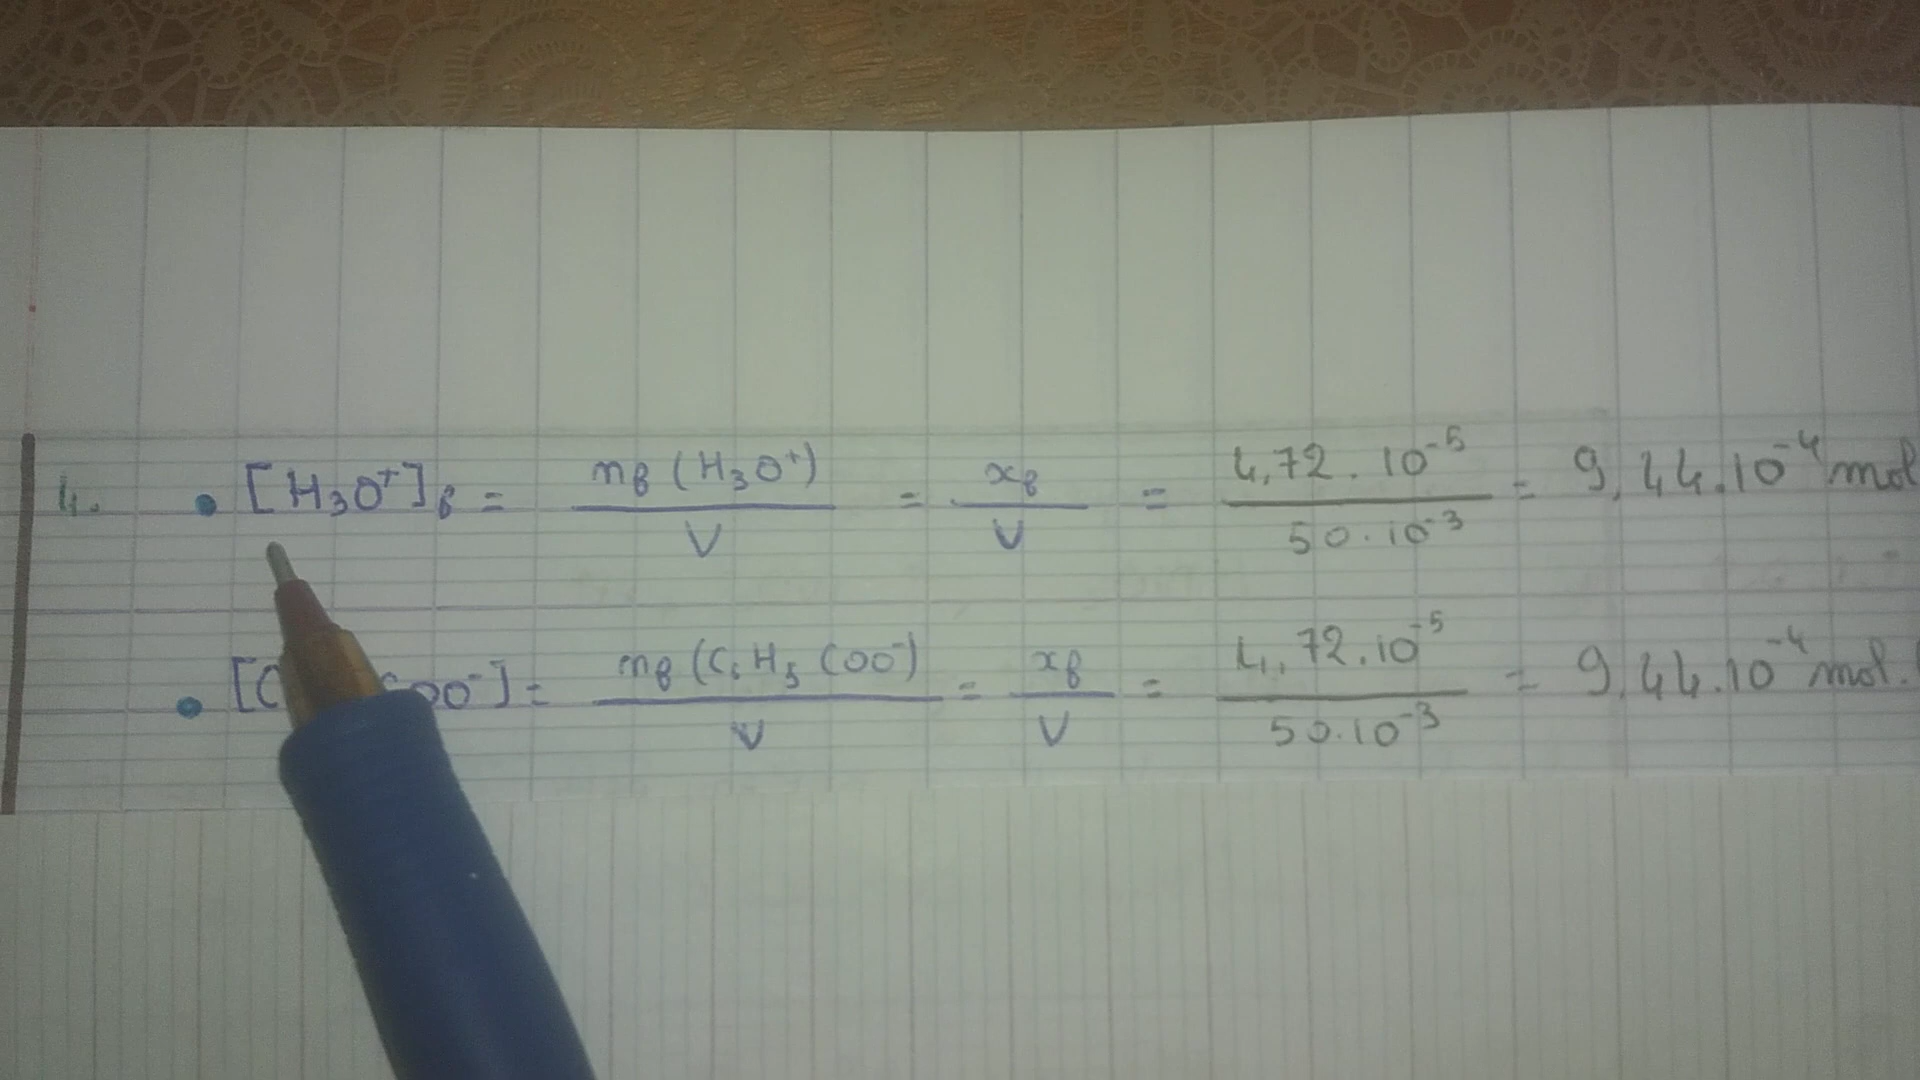 4. • [H₃O⁺]f = nf (H₃O⁺) / V = xf / V = 4,72 . 10⁻⁵ / 50 . 10⁻³ = 9,44 . 10⁻⁴ mol
• [C COO⁻] = nf (C₆H₅COO⁻) / V = xf / V = 4,72 . 10⁻⁵ / 50 . 10⁻³ = 9,44 . 10⁻⁴ mol.